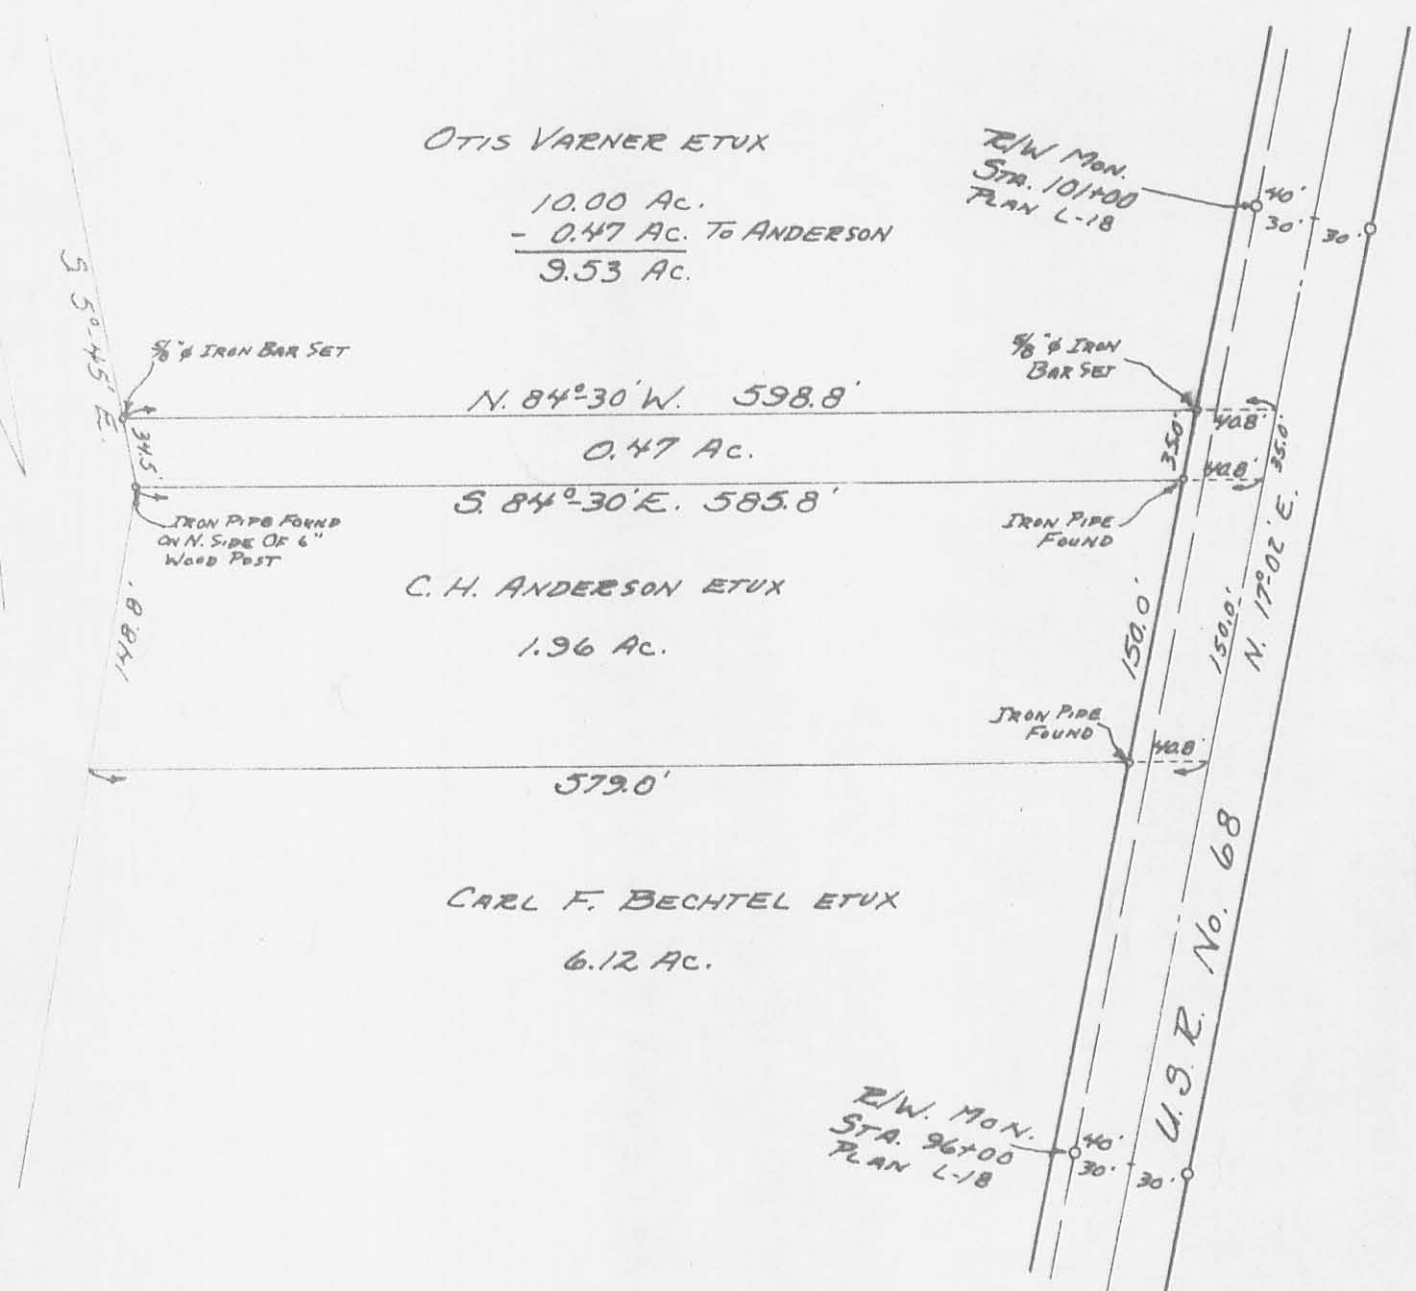 OTIS VARNER ETUX
10.00 AC.
- 0.47 AC. TO ANDERSON
9.53 AC.
R/W MON.
STA. 101+00
PLAN L-18
40'
30'
30'
S 5°-45' E.
5/8"ø IRON BAR SET
5/8"ø IRON
BAR SET
N. 84°-30' W. 598.8'
34.5'
0.47 AC.
35.0'
40.8'
40.8'
35.0'
S. 84°-30' E. 585.8'
IRON PIPE FOUND
ON N. SIDE OF 6"
WOOD POST
IRON PIPE
FOUND
C. H. ANDERSON ETUX
1.96 AC.
148.8'
150.0'
150.0'
N. 17°-02' E.
IRON PIPE
FOUND
40.8'
579.0'
CARL F. BECHTEL ETUX
6.12 AC.
U.S.R. No. 68
R/W. MON.
STA. 96+00
PLAN L-18
40'
30'
30'